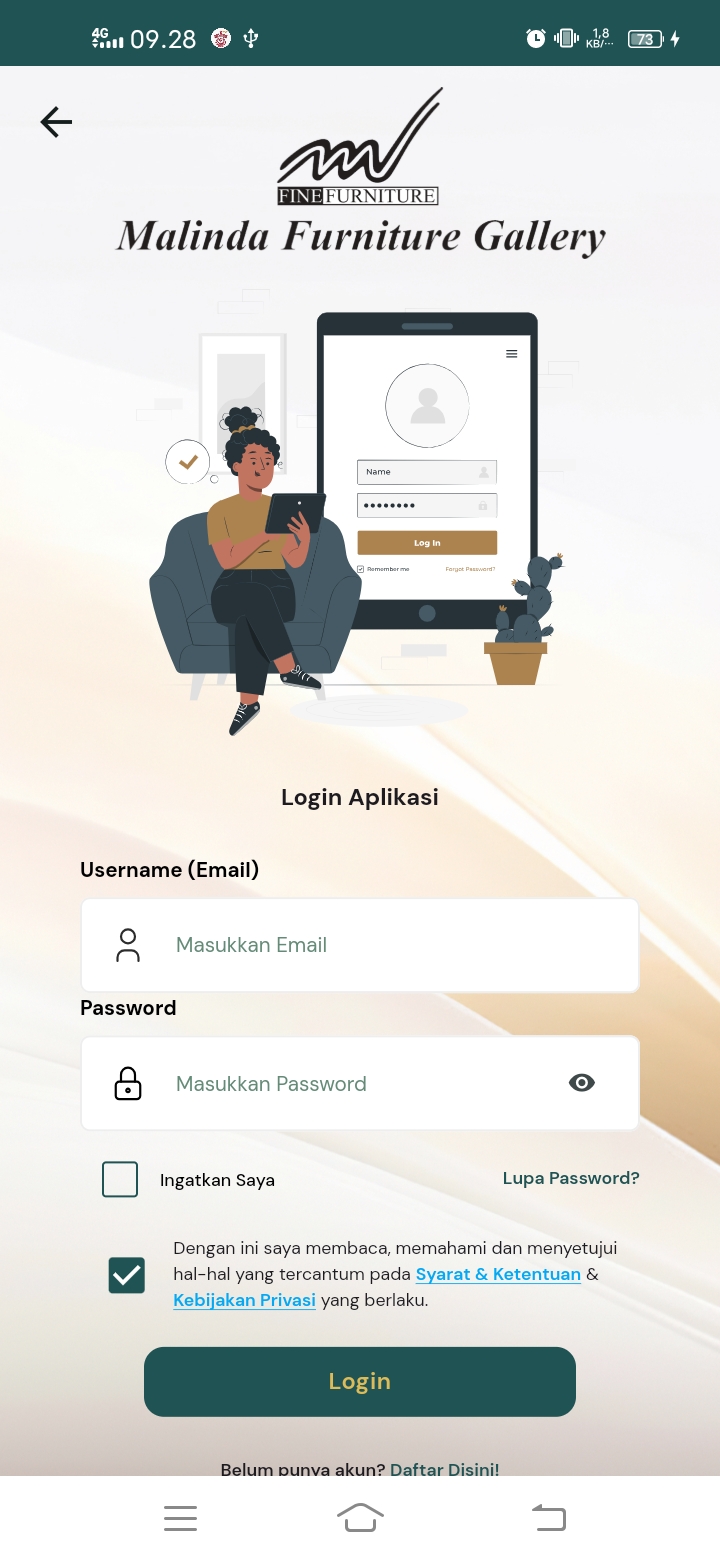 4G 09.28 1,8 KB/··· 73
FINE FURNITURE
Malinda Furniture Gallery
Name
••••••••
Log In
Remember me Forgot Password?
Login Aplikasi
Username (Email)
Masukkan Email
Password
Masukkan Password
Ingatkan Saya Lupa Password?
Dengan ini saya membaca, memahami dan menyetujui
hal-hal yang tercantum pada Syarat & Ketentuan &
Kebijakan Privasi yang berlaku.
Login
Belum punya akun? Daftar Disini!